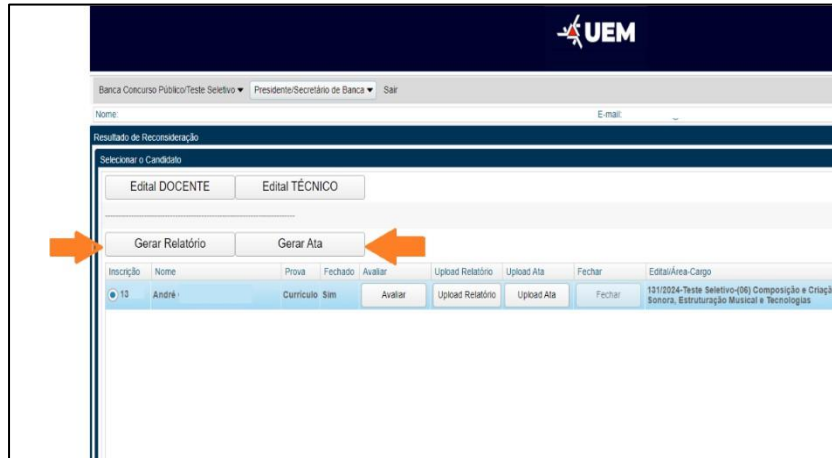 UEM
Banca Concurso Público/Teste Seletivo Presidente/Secretário de Banca Sair
Nome: E-mail:
Resultado de Reconsideração
Selecionar o Candidato
Edital DOCENTE Edital TÉCNICO
Gerar Relatório Gerar Ata
Inscrição Nome Prova Fechado Avaliar Upload Relatório Upload Ata Fechar Edital/Área-Cargo
13 André Currículo Sim Avaliar Upload Relatório Upload Ata Fechar 131/2024-Teste Seletivo-(06) Composição e Criaçã
Sonora, Estruturação Musical e Tecnologias